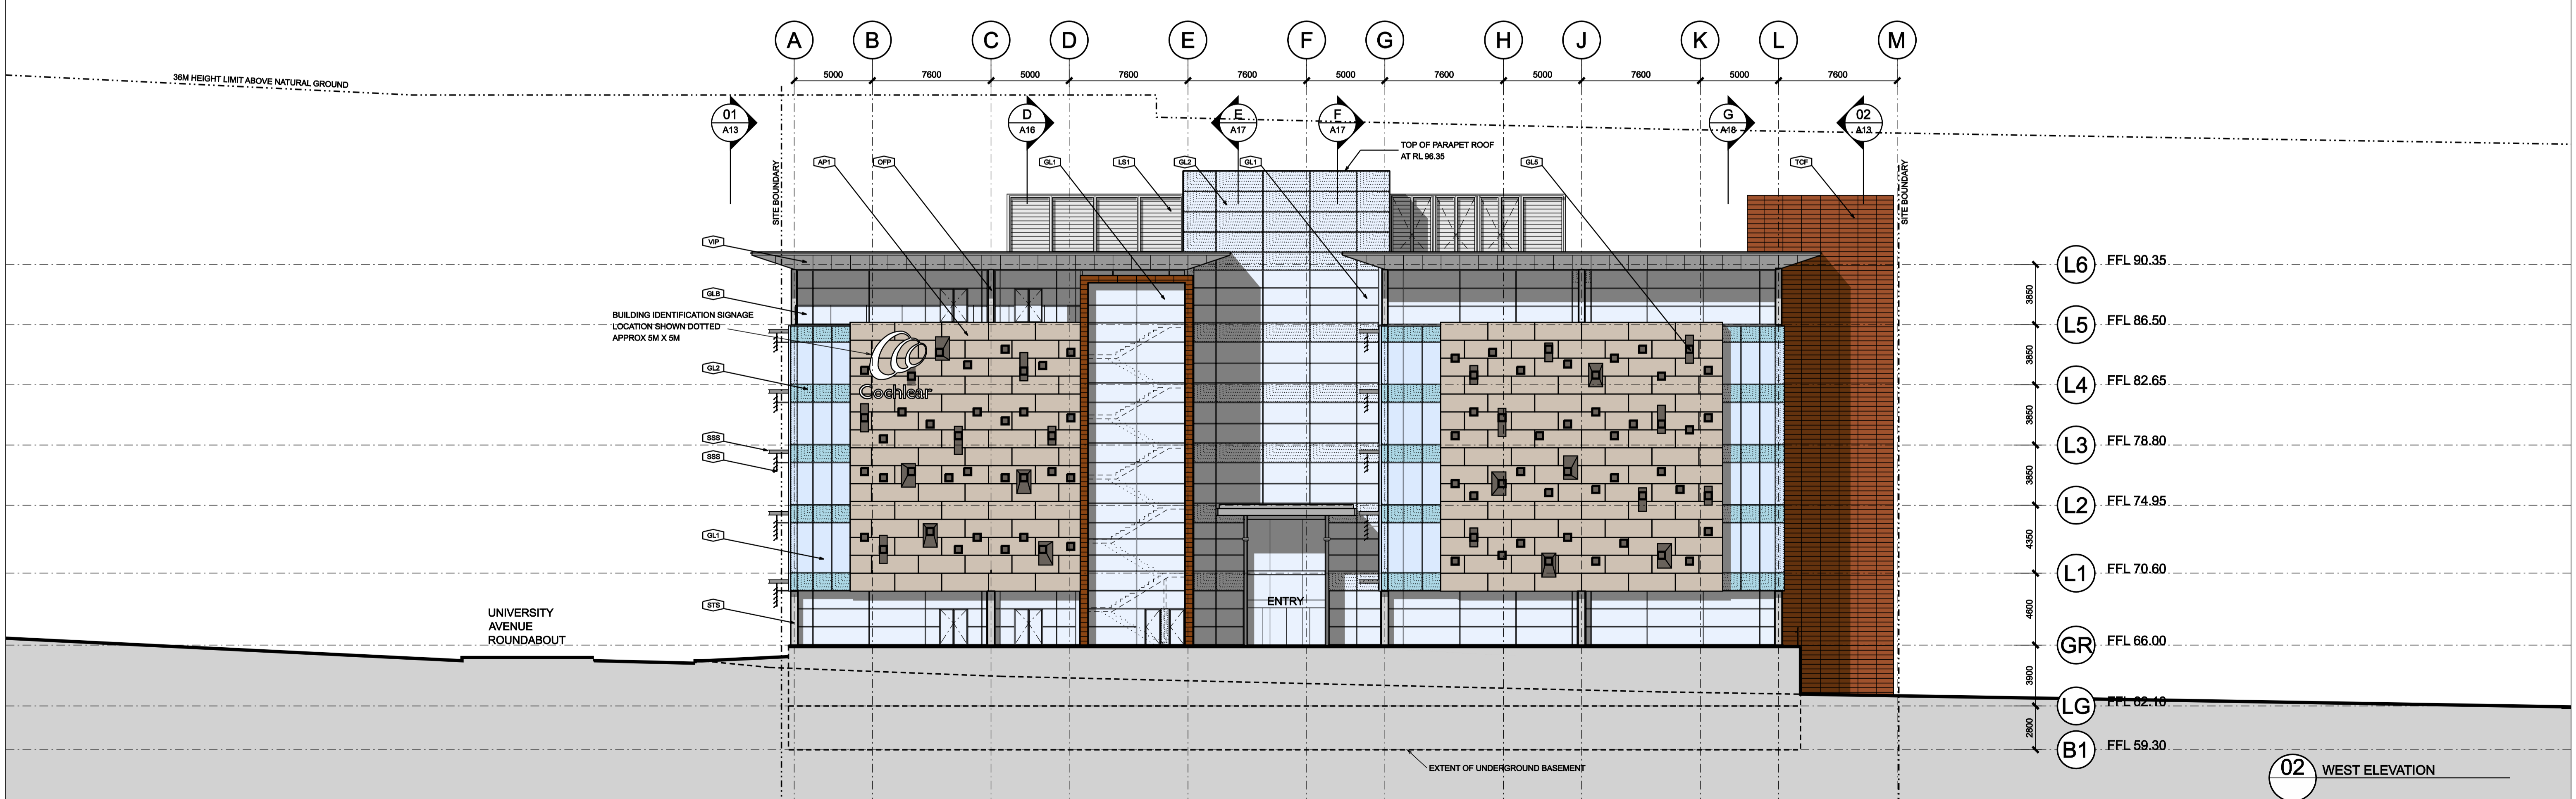 A
B
C
D
E
F
G
H
J
K
L
M
5000
7600
5000
7600
7600
5000
7600
5000
7600
5000
7600
36M HEIGHT LIMIT ABOVE NATURAL GROUND
01
A13
D
A16
E
A17
F
A17
G
A18
02
A13
SITE BOUNDARY
AP1
OFP
GL1
LS1
GL2
GL1
TOP OF PARAPET ROOF
AT RL 96.35
GL5
TCF
SITE BOUNDARY
VIP
GLB
BUILDING IDENTIFICATION SIGNAGE
LOCATION SHOWN DOTTED
APPROX 5M X 5M
GL2
SSS
SSS
GL1
STS
Cochlear
ENTRY
UNIVERSITY
AVENUE
ROUNDABOUT
L6 FFL 90.35
3850
L5 FFL 86.50
3850
L4 FFL 82.65
3850
L3 FFL 78.80
3850
L2 FFL 74.95
4350
L1 FFL 70.60
4600
GR FFL 66.00
3900
LG FFL 62.10
2800
B1 FFL 59.30
EXTENT OF UNDERGROUND BASEMENT
02 WEST ELEVATION